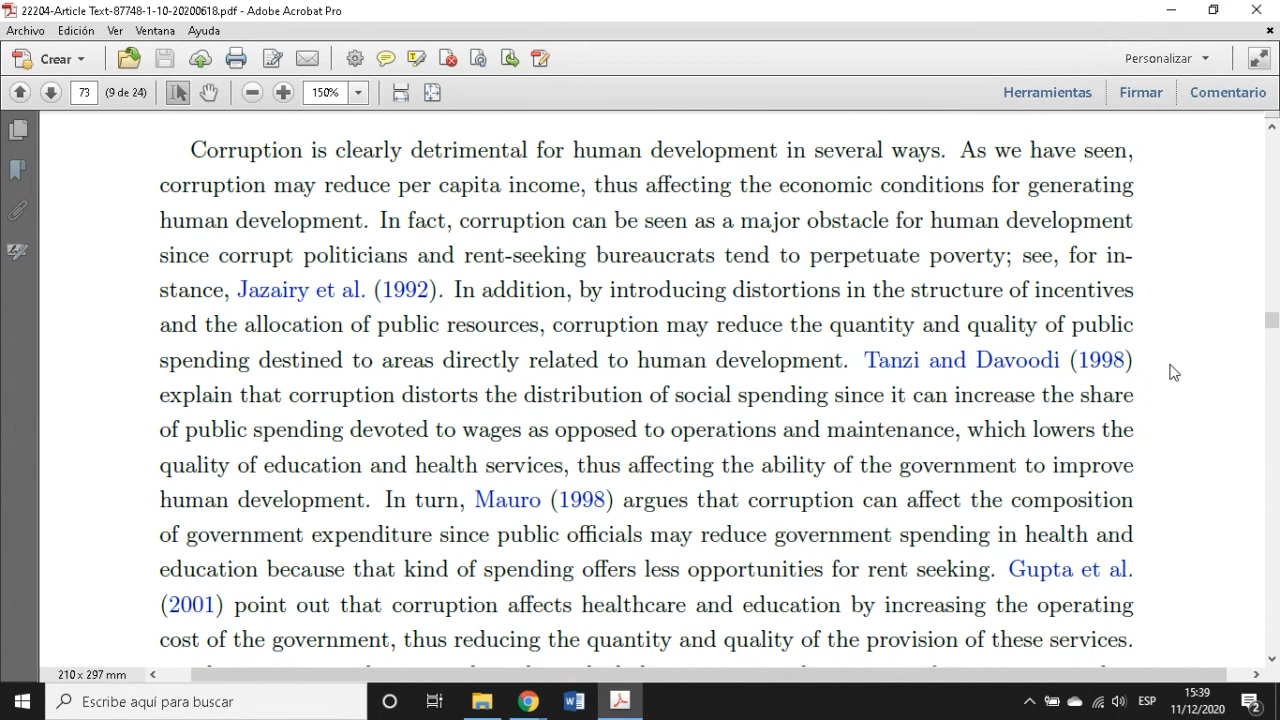 22204-Article Text-87748-1-10-20200618.pdf - Adobe Acrobat Pro
Archivo Edición Ver Ventana Ayuda
Crear Personalizar
73 (9 de 24) 150% Herramientas Firmar Comentario
Corruption is clearly detrimental for human development in several ways. As we have seen,
corruption may reduce per capita income, thus affecting the economic conditions for generating
human development. In fact, corruption can be seen as a major obstacle for human development
since corrupt politicians and rent-seeking bureaucrats tend to perpetuate poverty; see, for in-
stance, Jazairy et al. (1992). In addition, by introducing distortions in the structure of incentives
and the allocation of public resources, corruption may reduce the quantity and quality of public
spending destined to areas directly related to human development. Tanzi and Davoodi (1998)
explain that corruption distorts the distribution of social spending since it can increase the share
of public spending devoted to wages as opposed to operations and maintenance, which lowers the
quality of education and health services, thus affecting the ability of the government to improve
human development. In turn, Mauro (1998) argues that corruption can affect the composition
of government expenditure since public officials may reduce government spending in health and
education because that kind of spending offers less opportunities for rent seeking. Gupta et al.
(2001) point out that corruption affects healthcare and education by increasing the operating
cost of the government, thus reducing the quantity and quality of the provision of these services.
210 x 297 mm
Escribe aquí para buscar
ESP 15:39
11/12/2020 2